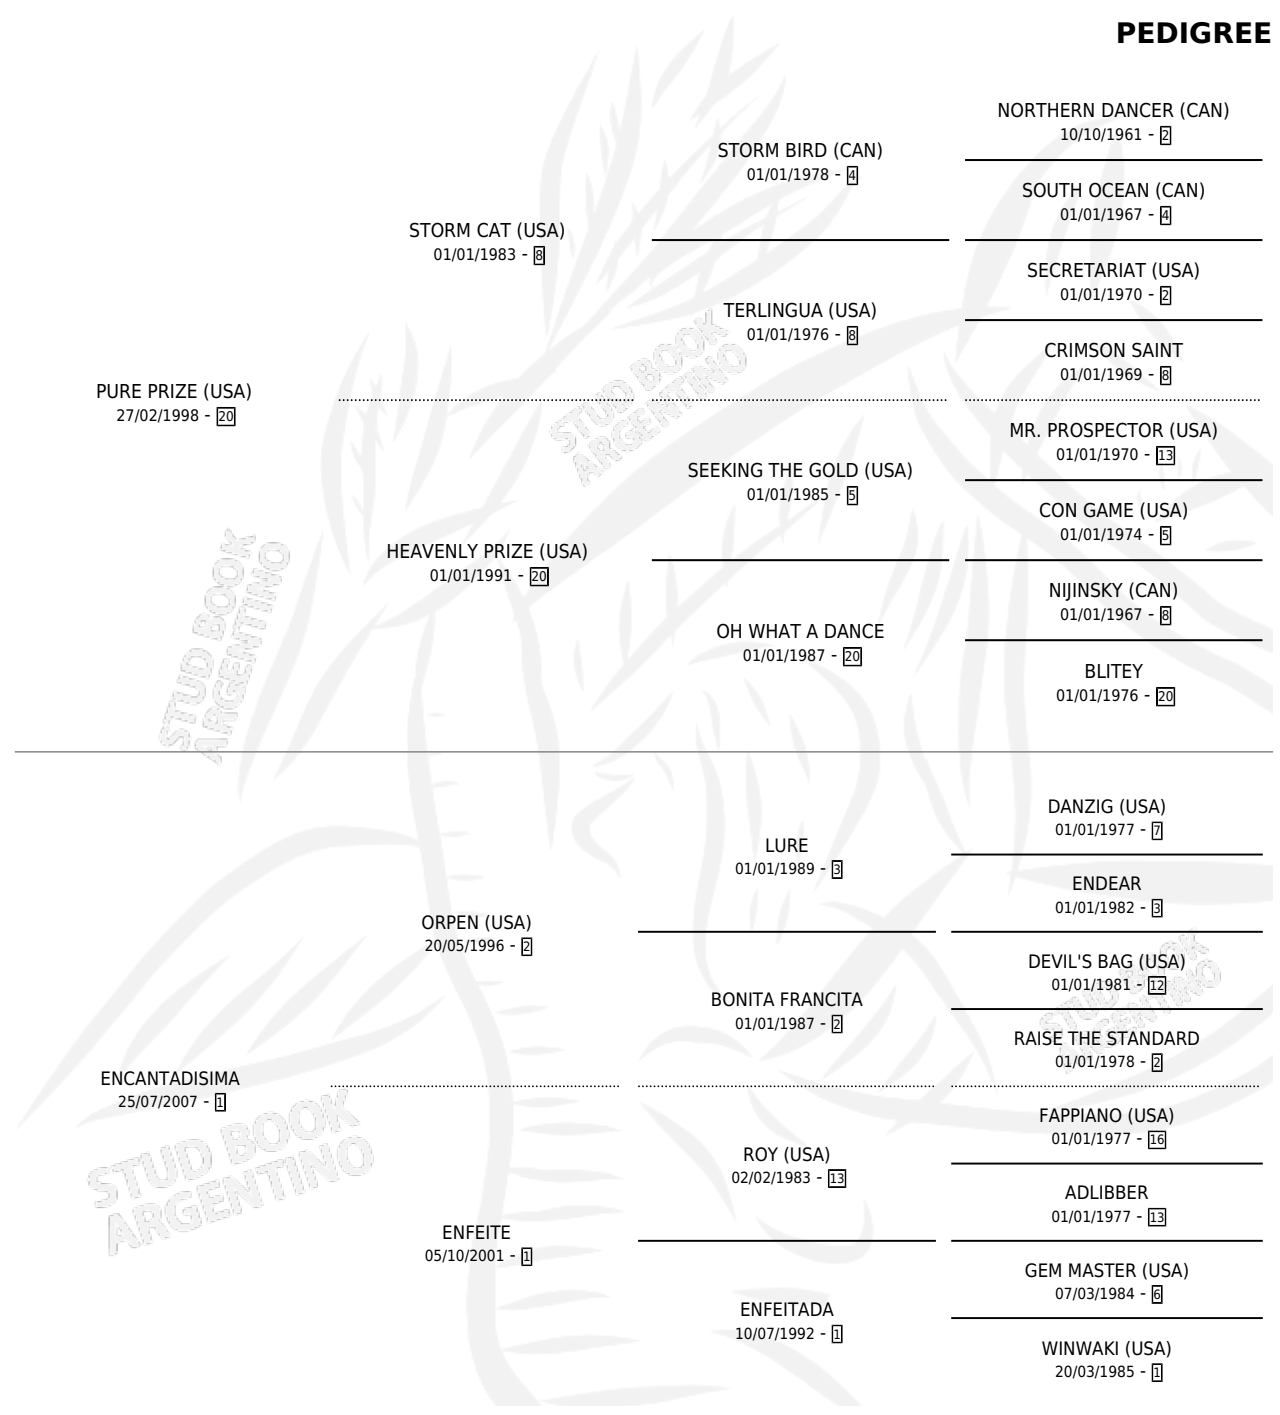 PEDIGREE
NORTHERN DANCER (CAN)
10/10/1961 - 2
STORM BIRD (CAN)
01/01/1978 - 4
SOUTH OCEAN (CAN)
01/01/1967 - 4
STORM CAT (USA)
01/01/1983 - 8
SECRETARIAT (USA)
01/01/1970 - 2
TERLINGUA (USA)
01/01/1976 - 8
CRIMSON SAINT
01/01/1969 - 8
PURE PRIZE (USA)
27/02/1998 - 20
MR. PROSPECTOR (USA)
01/01/1970 - 13
SEEKING THE GOLD (USA)
01/01/1985 - 5
CON GAME (USA)
01/01/1974 - 5
HEAVENLY PRIZE (USA)
01/01/1991 - 20
NIJINSKY (CAN)
01/01/1967 - 8
OH WHAT A DANCE
01/01/1987 - 20
BLITEY
01/01/1976 - 20
DANZIG (USA)
01/01/1977 - 7
LURE
01/01/1989 - 3
ENDEAR
01/01/1982 - 3
ORPEN (USA)
20/05/1996 - 2
DEVIL'S BAG (USA)
01/01/1981 - 12
BONITA FRANCITA
01/01/1987 - 2
RAISE THE STANDARD
01/01/1978 - 2
ENCANTADISIMA
25/07/2007 - 1
FAPPIANO (USA)
01/01/1977 - 16
ROY (USA)
02/02/1983 - 13
ADLIBBER
01/01/1977 - 13
ENFEITE
05/10/2001 - 1
GEM MASTER (USA)
07/03/1984 - 6
ENFEITADA
10/07/1992 - 1
WINWAKI (USA)
20/03/1985 - 1
STUD BOOK
ARGENTINO
STUD BOOK
ARGENTINO
STUD BOOK
ARGENTINO
STUD BOOK
ARGENTINO